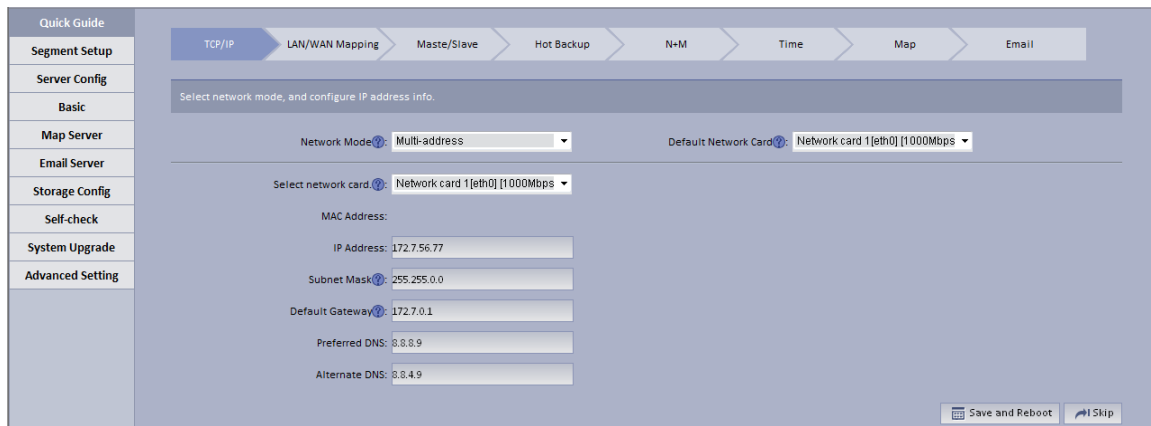 Quick Guide
Segment Setup
Server Config
Basic
Map Server
Email Server
Storage Config
Self-check
System Upgrade
Advanced Setting
TCP/IP LAN/WAN Mapping Maste/Slave Hot Backup N+M Time Map Email
Select network mode, and configure IP address info.
Network Mode?: Multi-address Default Network Card?: Network card 1[eth0] [1000Mbps
Select network card.?: Network card 1[eth0] [1000Mbps
MAC Address:
IP Address: 172.7.56.77
Subnet Mask?: 255.255.0.0
Default Gateway?: 172.7.0.1
Preferred DNS: 8.8.8.9
Alternate DNS: 8.8.4.9
Save and Reboot Skip